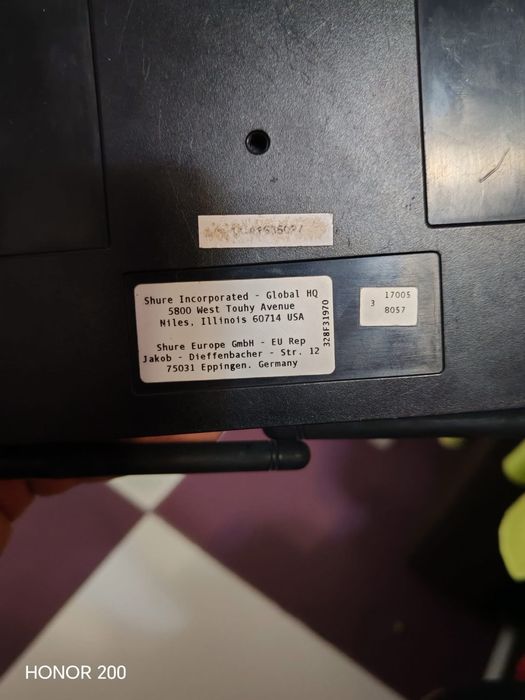 Shure Incorporated - Global HQ
5800 West Touhy Avenue
Niles, Illinois 60714 USA
Shure Europe GmbH - EU Rep
Jakob - Dieffenbacher - Str. 12
75031 Eppingen. Germany
328F31970
17005
3
8057
HONOR 200